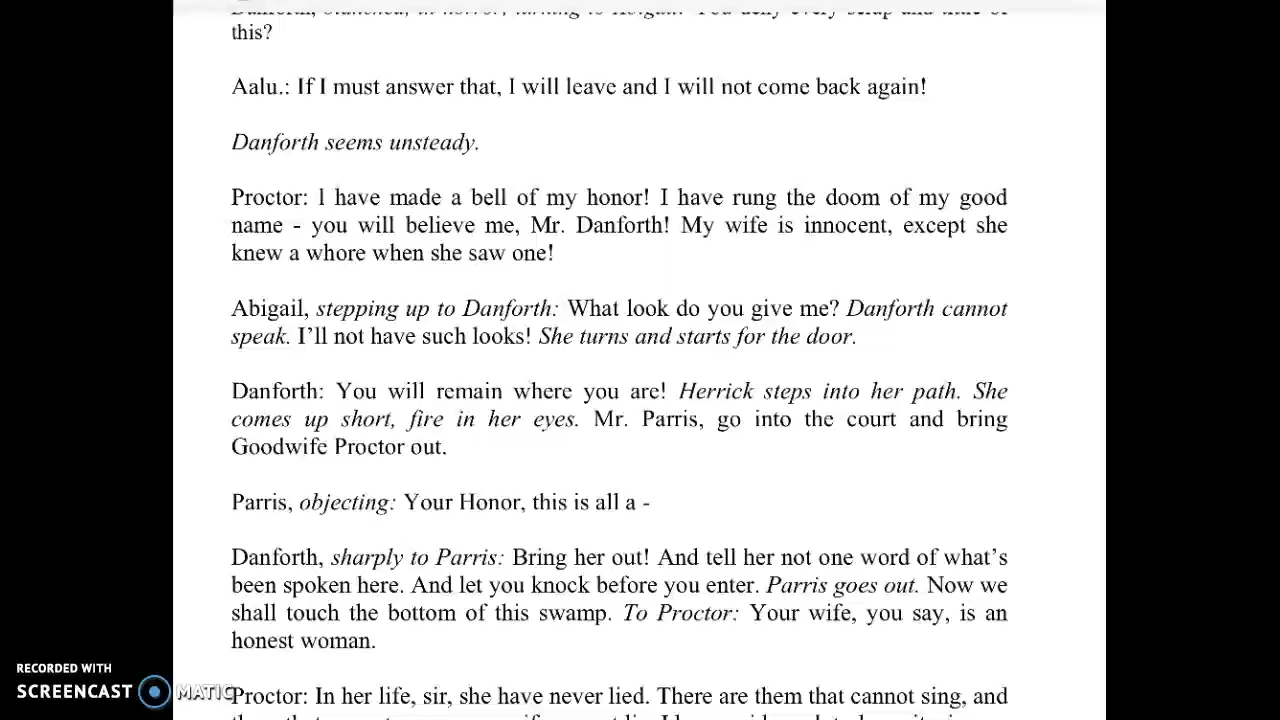 this?
Aalu.: If I must answer that, I will leave and I will not come back again!
Danforth seems unsteady.
Proctor: I have made a bell of my honor! I have rung the doom of my good
name - you will believe me, Mr. Danforth! My wife is innocent, except she
knew a whore when she saw one!
Abigail, stepping up to Danforth: What look do you give me? Danforth cannot
speak. I'll not have such looks! She turns and starts for the door.
Danforth: You will remain where you are! Herrick steps into her path. She
comes up short, fire in her eyes. Mr. Parris, go into the court and bring
Goodwife Proctor out.
Parris, objecting: Your Honor, this is all a -
Danforth, sharply to Parris: Bring her out! And tell her not one word of what's
been spoken here. And let you knock before you enter. Parris goes out. Now we
shall touch the bottom of this swamp. To Proctor: Your wife, you say, is an
honest woman.
Proctor: In her life, sir, she have never lied. There are them that cannot sing, and
RECORDED WITH
SCREENCAST MATIC